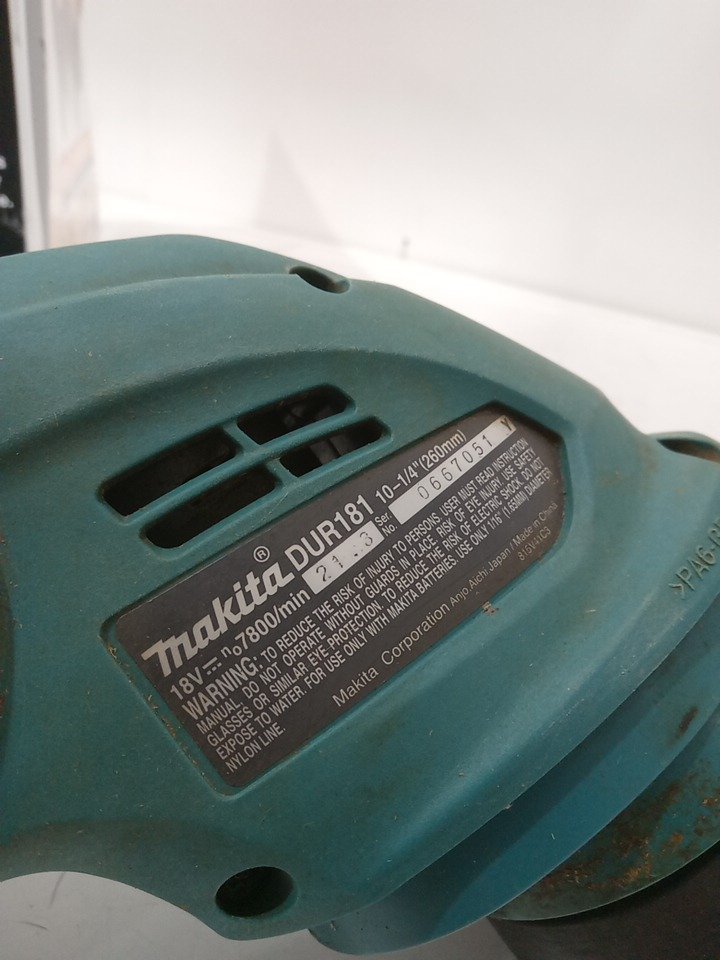 makita® DUR181 10-1/4"(260mm)
18V⎓ n₀7800/min Ser. No. 0667051 Y
WARNING: TO REDUCE THE RISK OF INJURY TO PERSONS, USER MUST READ INSTRUCTION
MANUAL. DO NOT OPERATE WITHOUT GUARDS IN PLACE. RISK OF EYE INJURY, USE SAFETY
GLASSES OR SIMILAR EYE PROTECTION TO REDUCE THE RISK OF ELECTRIC SHOCK, DO NOT
EXPOSE TO WATER. FOR USE ONLY WITH MAKITA BATTERIES. USE ONLY 1/16 (1.65MM) DIAMETER
NYLON LINE.
Makita Corporation Anjo Aichi Japan / Made in China
815V41C3
>PA6-